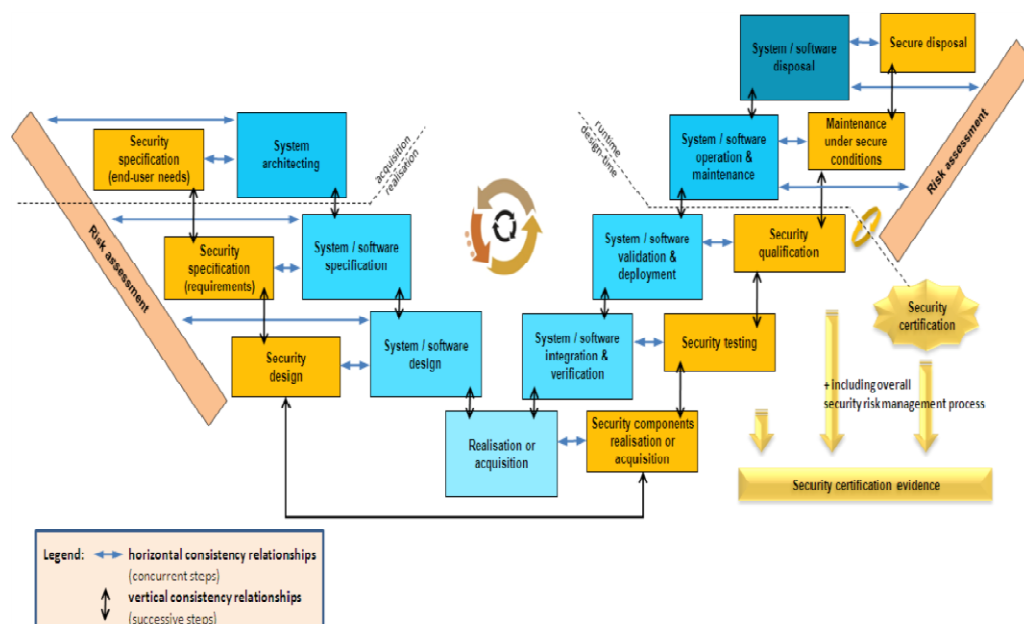 System / software
disposal
Secure disposal
Security
specification
(end-user needs)
System
architecting
acquisition
realisation
runtime
design-time
System / software
operation &
maintenance
Maintenance
under secure
conditions
Risk assessment
Risk assessment
Security
specification
(requirements)
System / software
specification
System / software
validation &
deployment
Security
qualification
Security
certification
Security
design
System / software
design
System / software
integration &
verification
Security testing
+ including overall
security risk management process
Realisation or
acquisition
Security components
realisation or
acquisition
Security certification evidence
Legend:
horizontal consistency relationships
(concurrent steps)
vertical consistency relationships
(successive steps)